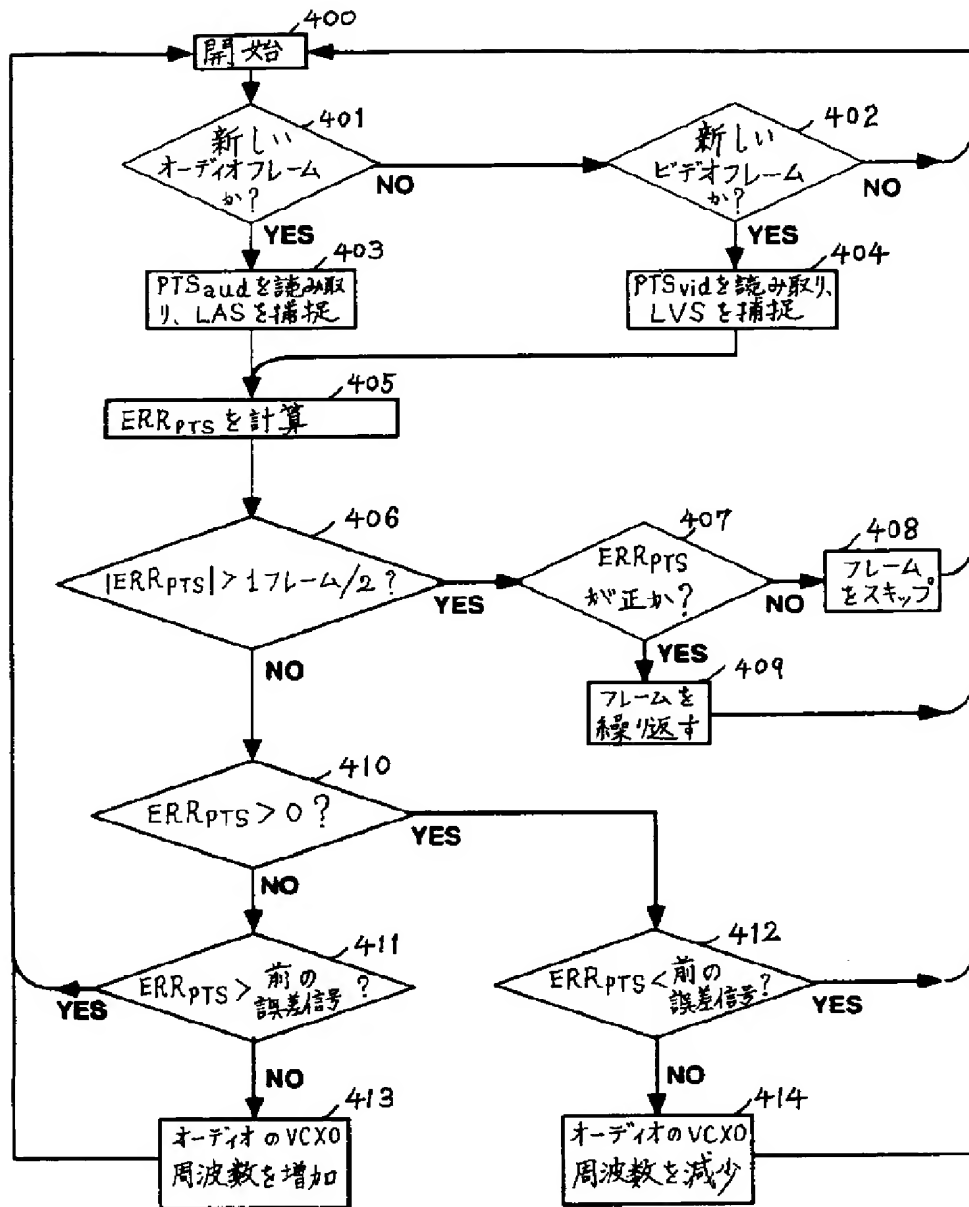 400
開始
401
新しい
オーディオフレーム
か?
NO
YES
402
新しい
ビデオフレーム
か?
NO
YES
403
PTSaudを読み取
り、LASを捕捉
404
PTSvidを読み取り、
LVSを捕捉
405
ERRPTSを計算
406
|ERRPTS|>1フレーム/2?
YES
NO
407
ERRPTS
が正か?
NO
YES
408
フレーム
をスキップ
409
フレームを
繰り返す
410
ERRPTS>0?
YES
NO
411
ERRPTS>前の
誤差信号?
YES
NO
412
ERRPTS<前の
誤差信号?
YES
NO
413
オーディオのVCXO
周波数を増加
414
オーディオのVCXO
周波数を減少